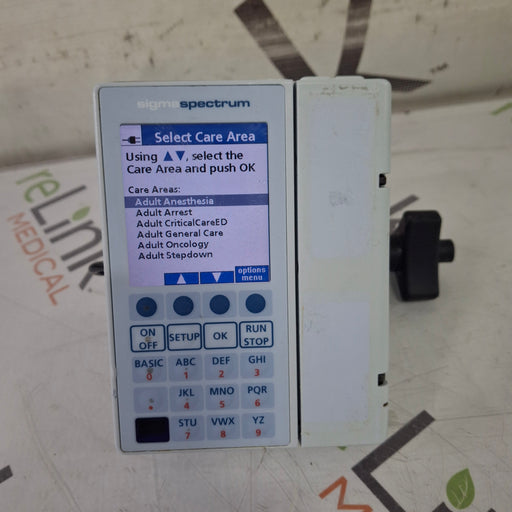 sigmaspectrum
Select Care Area
Using ▲▼, select the
Care Area and push OK
Care Areas:
Adult Anesthesia
Adult Arrest
Adult CriticalCareED
Adult General Care
Adult Oncology
Adult Stepdown
▲ ▼ options
menu
ON
OFF
SETUP
OK
RUN
STOP
BASIC ABC DEF GHI
0 1 2 3
JKL MNO PQR
. 4 5 6
STU VWX YZ
7 8 9
reLink
MEDICAL